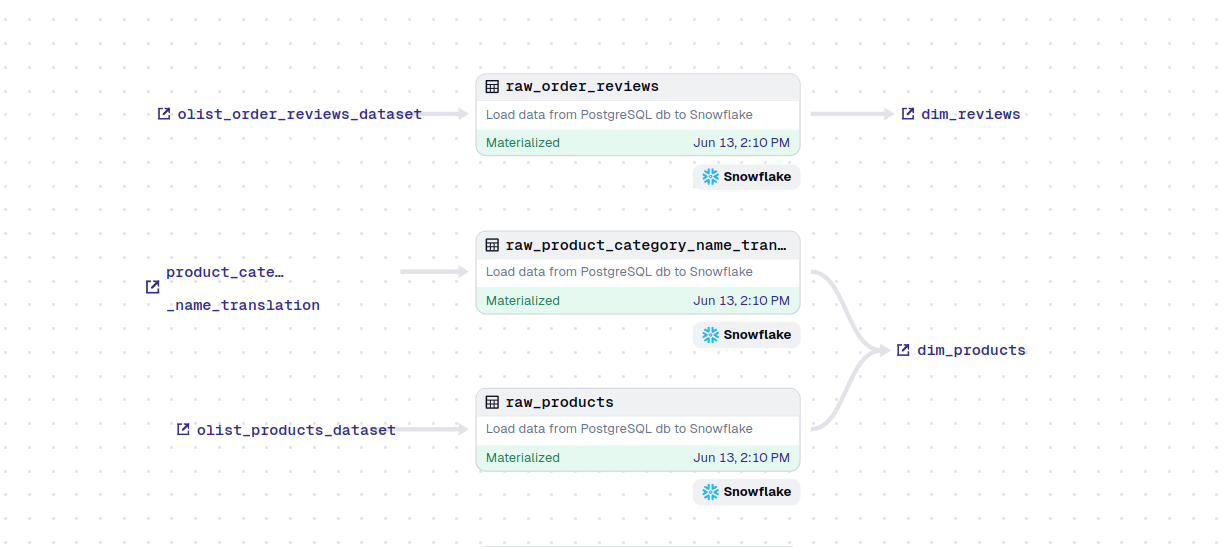 raw_order_reviews
olist_order_reviews_dataset
Load data from PostgreSQL db to Snowflake
dim_reviews
Materialized Jun 13, 2:10 PM
Snowflake
raw_product_category_name_tran…
product_cate…
_name_translation
Load data from PostgreSQL db to Snowflake
Materialized Jun 13, 2:10 PM
Snowflake
dim_products
raw_products
olist_products_dataset
Load data from PostgreSQL db to Snowflake
Materialized Jun 13, 2:10 PM
Snowflake